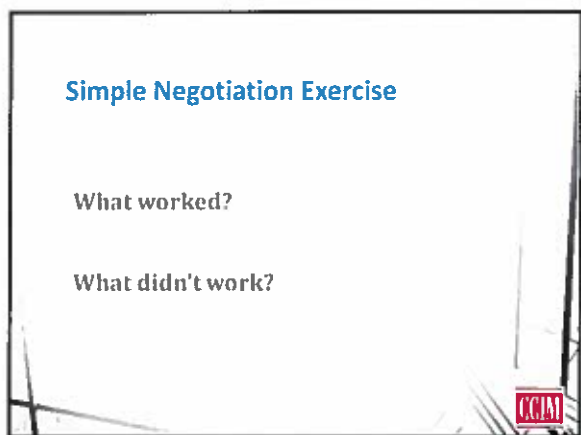 Simple Negotiation Exercise
What worked?
What didn't work?
CCIM